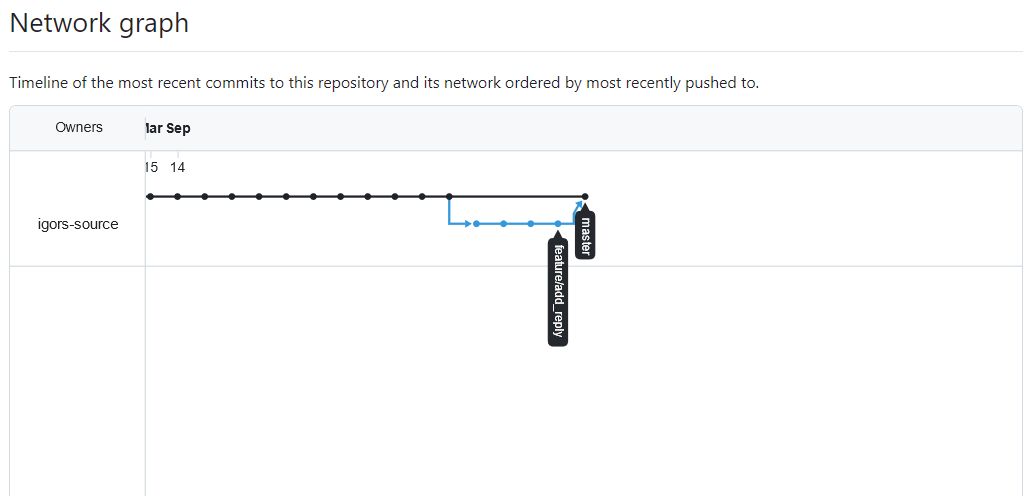 Network graph
Timeline of the most recent commits to this repository and its network ordered by most recently pushed to.
Owners
Mar Sep
15 14
igors-source
master
feature/add_reply